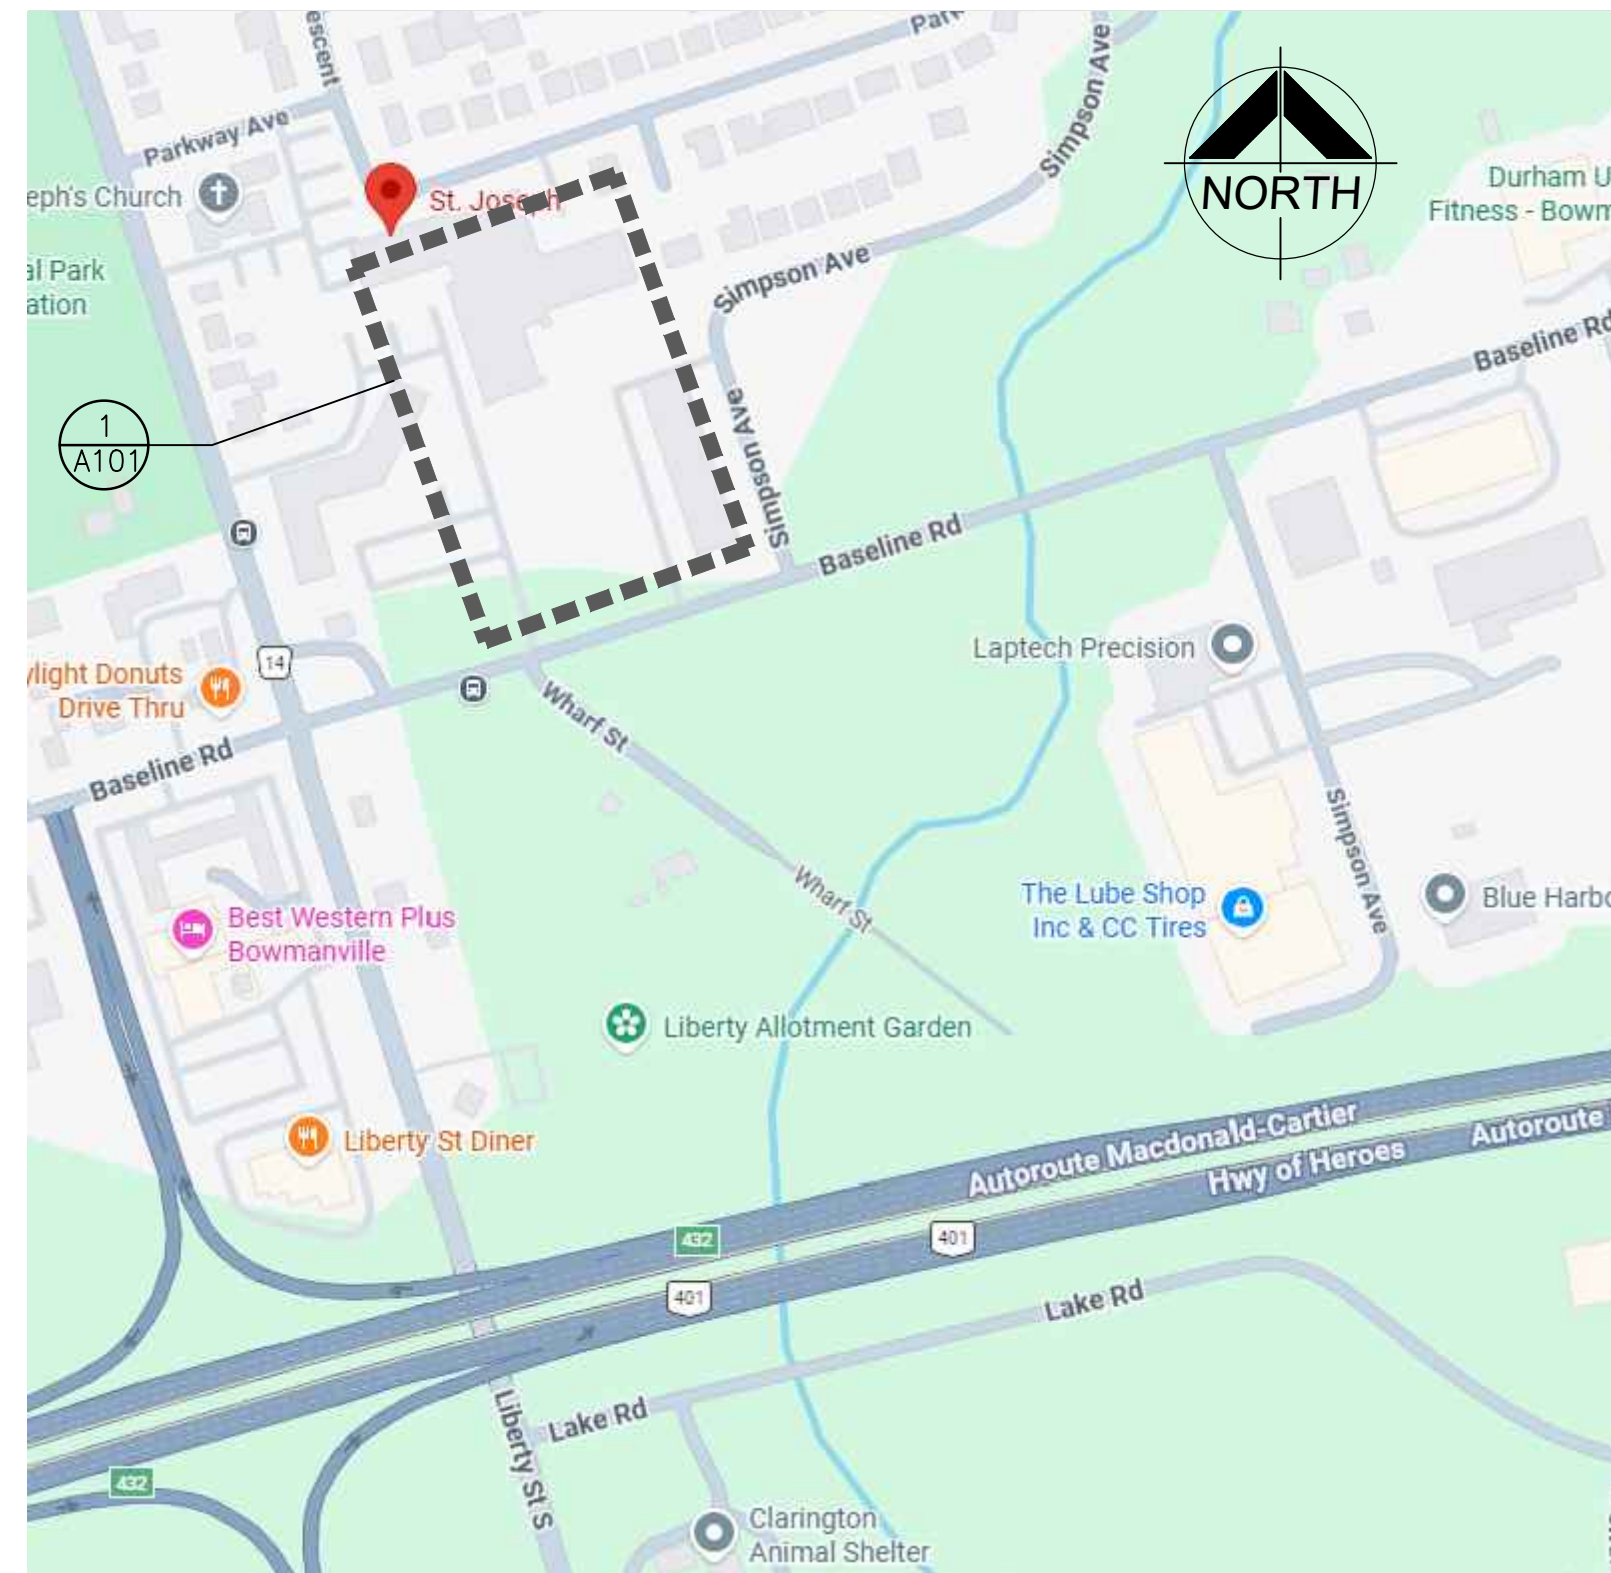 escent
Park
Simpson Ave
Parkway Ave
NORTH
eph's Church
St. Joseph
Durham U
Fitness - Bowm
al Park
ation
Simpson Ave
Baseline Rd
1
A101
Simpson Ave
Baseline Rd
Laptech Precision
14
ylight Donuts
Drive Thru
Wharf St
Baseline Rd
Simpson Ave
Wharf St
The Lube Shop
Inc & CC Tires
Blue Harbo
Best Western Plus
Bowmanville
Liberty Allotment Garden
Liberty St Diner
Autoroute Macdonald-Cartier
Hwy of Heroes
Autoroute
432
401
401
Lake Rd
Liberty St S
Lake Rd
432
Clarington
Animal Shelter